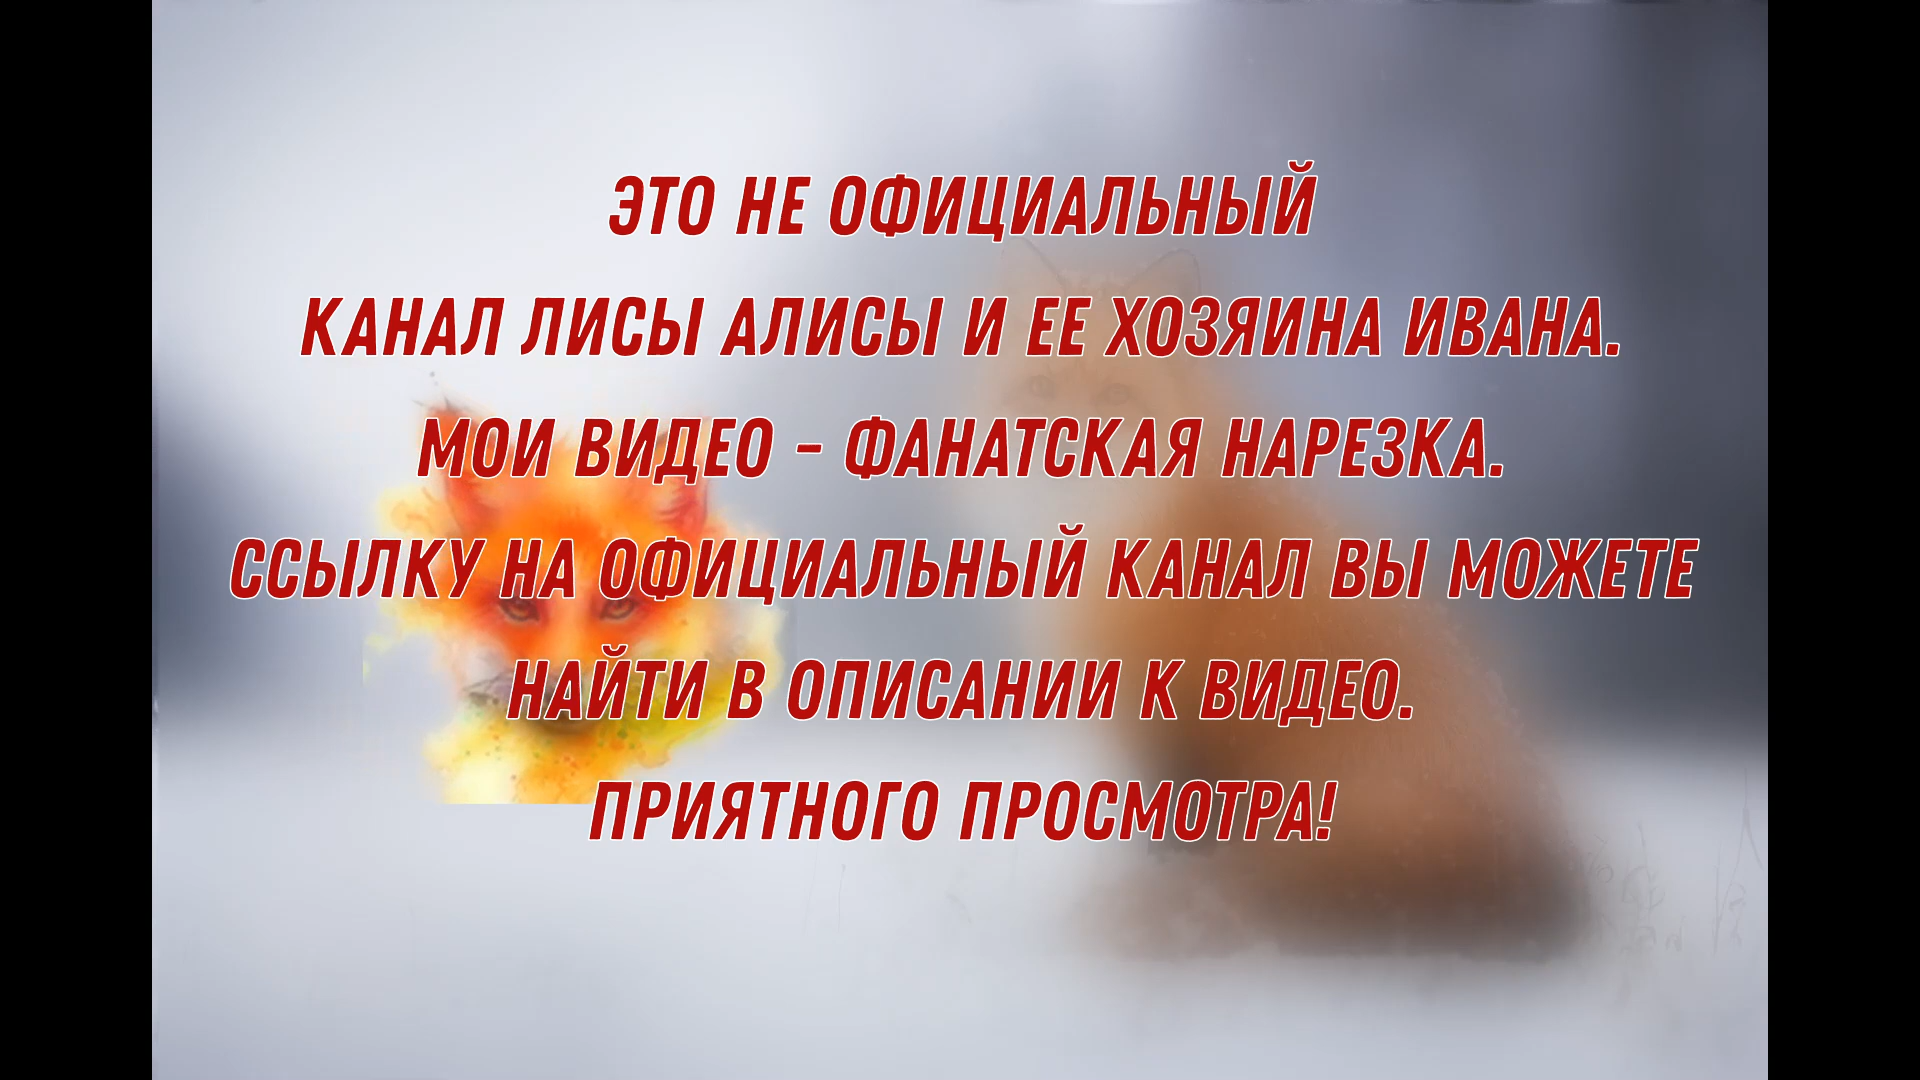 ЭТО НЕ ОФИЦИАЛЬНЫЙ
КАНАЛ ЛИСЫ АЛИСЫ И ЕЕ ХОЗЯИНА ИВАНА.
МОИ ВИДЕО - ФАНАТСКАЯ НАРЕЗКА.
ССЫЛКУ НА ОФИЦИАЛЬНЫЙ КАНАЛ ВЫ МОЖЕТЕ
НАЙТИ В ОПИСАНИИ К ВИДЕО.
ПРИЯТНОГО ПРОСМОТРА!